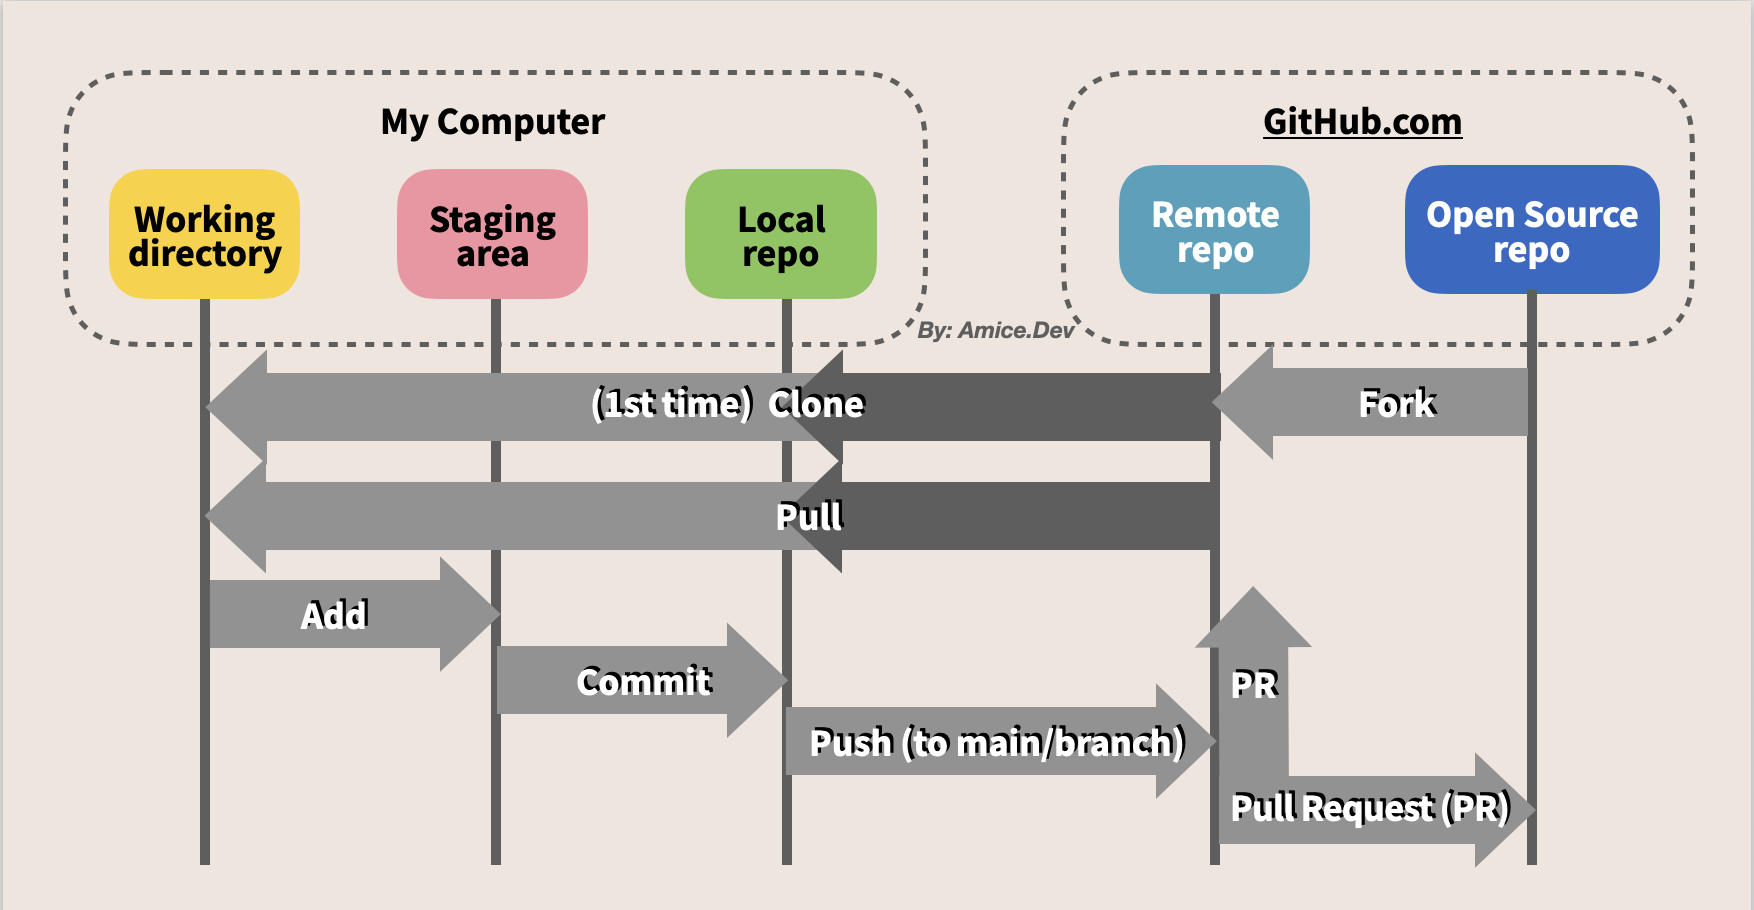 My Computer
GitHub.com
Working
directory
Staging
area
Local
repo
Remote
repo
Open Source
repo
By: Amice.Dev
(1st time) Clone
Fork
Pull
Add
Commit
PR
Push (to main/branch)
Pull Request (PR)